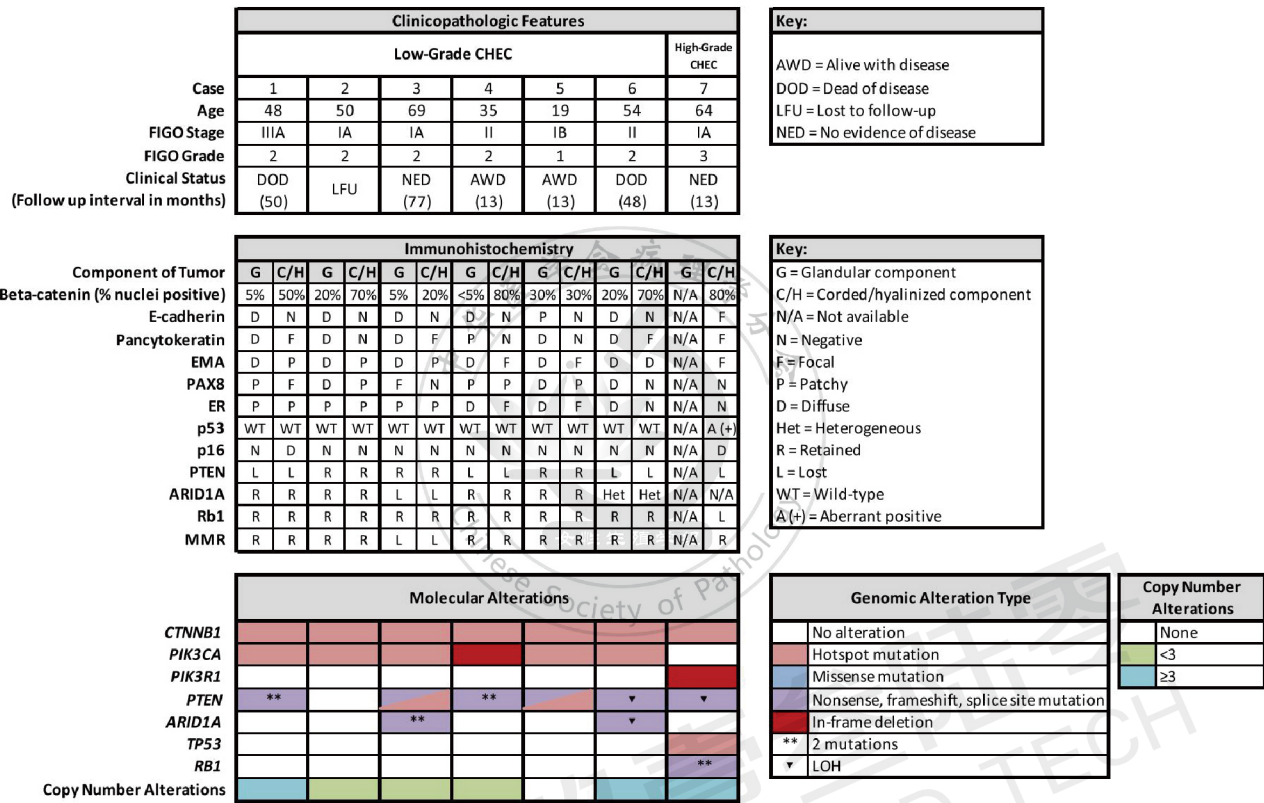 Clinicopathologic Features
Low-Grade CHEC High-Grade CHEC
Case 1 2 3 4 5 6 7
Age 48 50 69 35 19 54 64
FIGO Stage IIIA IA IA II IB II IA
FIGO Grade 2 2 2 2 1 2 3
Clinical Status (Follow up interval in months) DOD (50) LFU NED (77) AWD (13) AWD (13) DOD (48) NED (13)
Key:
AWD = Alive with disease
DOD = Dead of disease
LFU = Lost to follow-up
NED = No evidence of disease
Immunohistochemistry
Component of Tumor G C/H G C/H G C/H G C/H G C/H G C/H G C/H
Beta-catenin (% nuclei positive) 5% 50% 20% 70% 5% 20% <5% 80% 30% 30% 20% 70% N/A 80%
E-cadherin D N D N D N D N P N D N N/A F
Pancytokeratin D F D N D F P N D N D F N/A F
EMA D P D P D P D F D F D D N/A F
PAX8 P F D P F N P P D P D N N/A N
ER P P P P P P D F D F D N N/A N
p53 WT WT WT WT WT WT WT WT WT WT WT WT N/A A (+)
p16 N D N N N N N N N N N N N/A D
PTEN L L R R R R L L R R L L N/A L
ARID1A R R R R L L R R R R Het Het N/A N/A
Rb1 R R R R R R R R R R R R N/A L
MMR R R R R L L R R R R R R N/A R
Key:
G = Glandular component
C/H = Corded/hyalinized component
N/A = Not available
N = Negative
F = Focal
P = Patchy
D = Diffuse
Het = Heterogeneous
R = Retained
L = Lost
WT = Wild-type
A (+) = Aberrant positive
Molecular Alterations
CTNNB1
PIK3CA
PIK3R1
PTEN ** ** ▼ ▼
ARID1A ** ▼
TP53
RB1 **
Copy Number Alterations
Genomic Alteration Type
No alteration
Hotspot mutation
Missense mutation
Nonsense, frameshift, splice site mutation
In-frame deletion
** 2 mutations
▼ LOH
Copy Number Alterations
None
<3
≥3
Chinese Society of Pathology